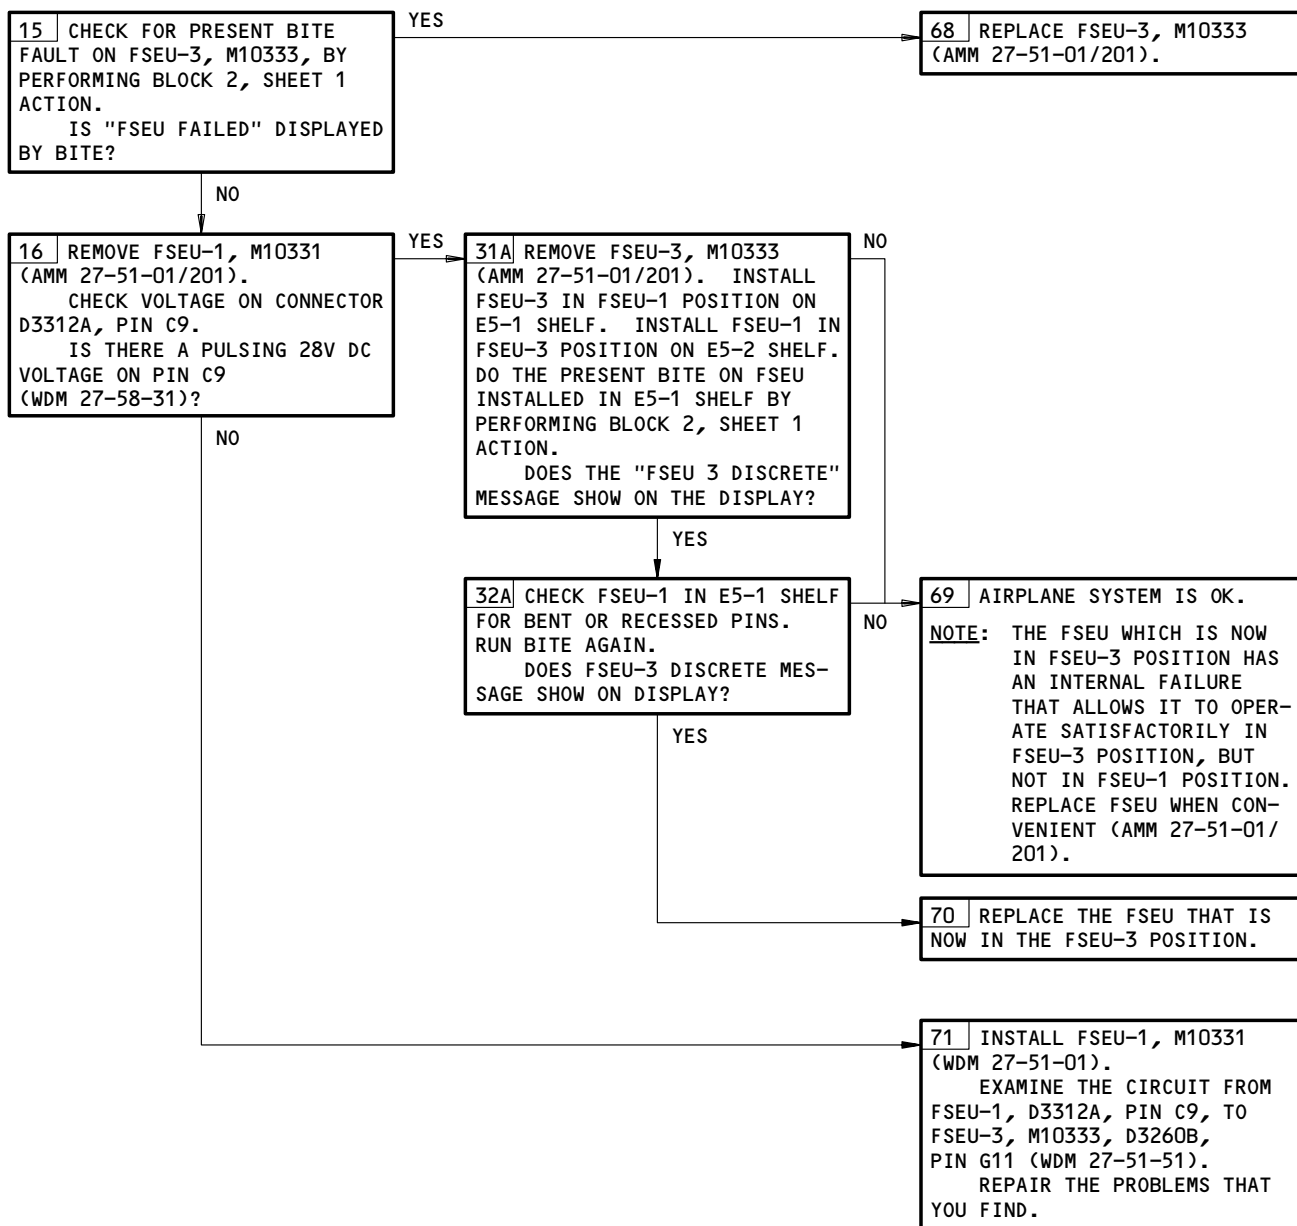 15 CHECK FOR PRESENT BITE
FAULT ON FSEU-3, M10333, BY
PERFORMING BLOCK 2, SHEET 1
ACTION.
IS "FSEU FAILED" DISPLAYED
BY BITE?
YES
68 REPLACE FSEU-3, M10333
(AMM 27-51-01/201).
NO
16 REMOVE FSEU-1, M10331
(AMM 27-51-01/201).
CHECK VOLTAGE ON CONNECTOR
D3312A, PIN C9.
IS THERE A PULSING 28V DC
VOLTAGE ON PIN C9
(WDM 27-58-31)?
YES
NO
31A REMOVE FSEU-3, M10333
(AMM 27-51-01/201). INSTALL
FSEU-3 IN FSEU-1 POSITION ON
E5-1 SHELF. INSTALL FSEU-1 IN
FSEU-3 POSITION ON E5-2 SHELF.
DO THE PRESENT BITE ON FSEU
INSTALLED IN E5-1 SHELF BY
PERFORMING BLOCK 2, SHEET 1
ACTION.
DOES THE "FSEU 3 DISCRETE"
MESSAGE SHOW ON THE DISPLAY?
NO
YES
32A CHECK FSEU-1 IN E5-1 SHELF
FOR BENT OR RECESSED PINS.
RUN BITE AGAIN.
DOES FSEU-3 DISCRETE MES-
SAGE SHOW ON DISPLAY?
NO
YES
69 AIRPLANE SYSTEM IS OK.
NOTE: THE FSEU WHICH IS NOW
IN FSEU-3 POSITION HAS
AN INTERNAL FAILURE
THAT ALLOWS IT TO OPER-
ATE SATISFACTORILY IN
FSEU-3 POSITION, BUT
NOT IN FSEU-1 POSITION.
REPLACE FSEU WHEN CON-
VENIENT (AMM 27-51-01/
201).
70 REPLACE THE FSEU THAT IS
NOW IN THE FSEU-3 POSITION.
71 INSTALL FSEU-1, M10331
(WDM 27-51-01).
EXAMINE THE CIRCUIT FROM
FSEU-1, D3312A, PIN C9, TO
FSEU-3, M10333, D3260B,
PIN G11 (WDM 27-51-51).
REPAIR THE PROBLEMS THAT
YOU FIND.